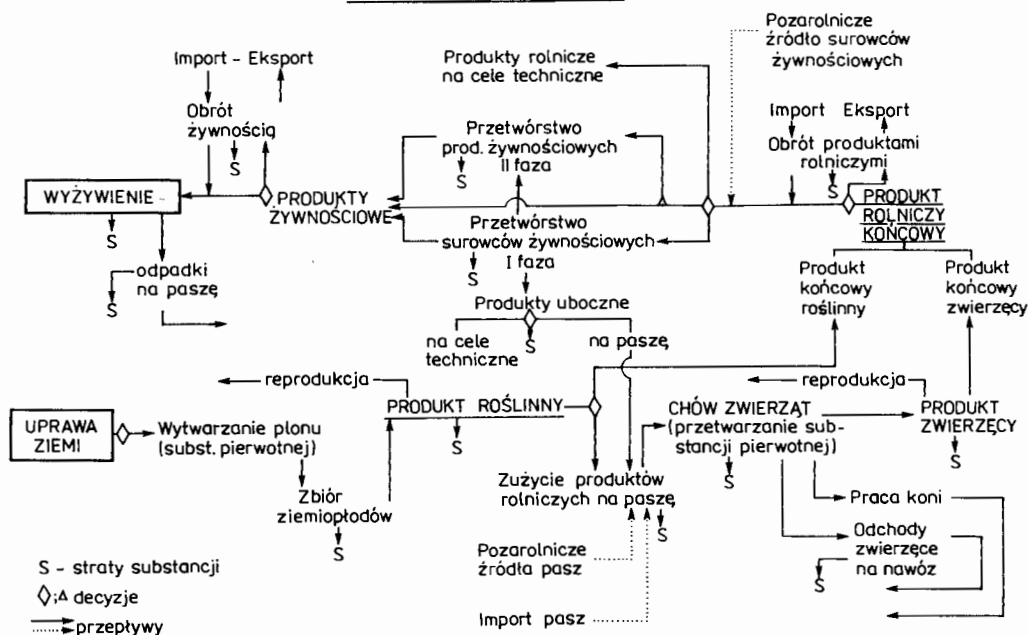 Pozarolnicze
źródło surowców
żywnościowych
Import - Eksport
Produkty rolnicze
na cele techniczne
Obrót
żywnością
S
Import Eksport
Obrót produktami
rolniczymi
S
Przetwórstwo
prod. żywnościowych
II faza
S
WYŻYWIENIE
S
PRODUKTY
ŻYWNOŚCIOWE
PRODUKT
ROLNICZY
KOŃCOWY
Przetwórstwo
surowców żywnościowych
I faza
S
odpadki
na paszę
S
Produkt
końcowy
roślinny
Produkt
końcowy
zwierzęcy
Produkty uboczne
na cele
techniczne
S
na paszę
reprodukcja
reprodukcja
UPRAWA
ZIEMI
Wytwarzanie plonu
(subst. pierwotnej)
PRODUKT ROŚLINNY
S
CHÓW ZWIERZĄT
(przetwarzanie sub-
stancji pierwotnej)
S
PRODUKT
ZWIERZĘCY
S
Zbiór
ziemiopłodów
S
Zużycie produktów
rolniczych na paszę
S
Praca koni
Odchody
zwierzęce
na nawóz
S
Pozarolnicze
źródła pasz
Import pasz
S - straty substancji
◊;Δ decyzje
przepływy